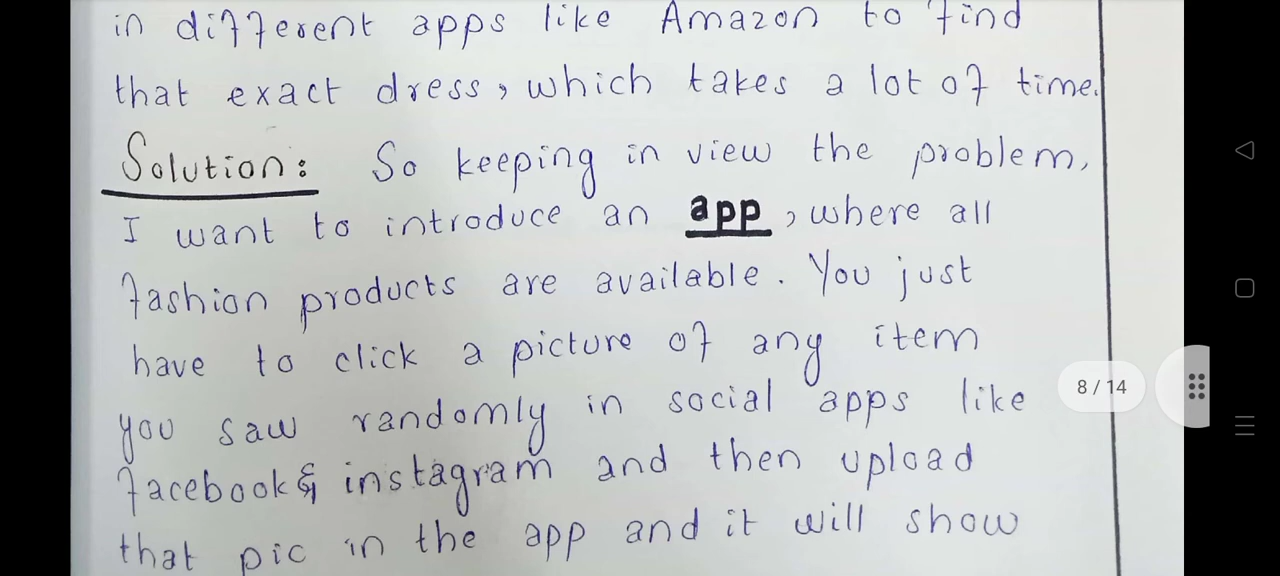 in different apps like Amazon to find
that exact dress, which takes a lot of time.
Solution: So keeping in view the problem,
I want to introduce an app, where all
fashion products are available. You just
have to click a picture of any item
you saw randomly in social apps like
8 / 14
facebook & instagram and then upload
that pic in the app and it will show